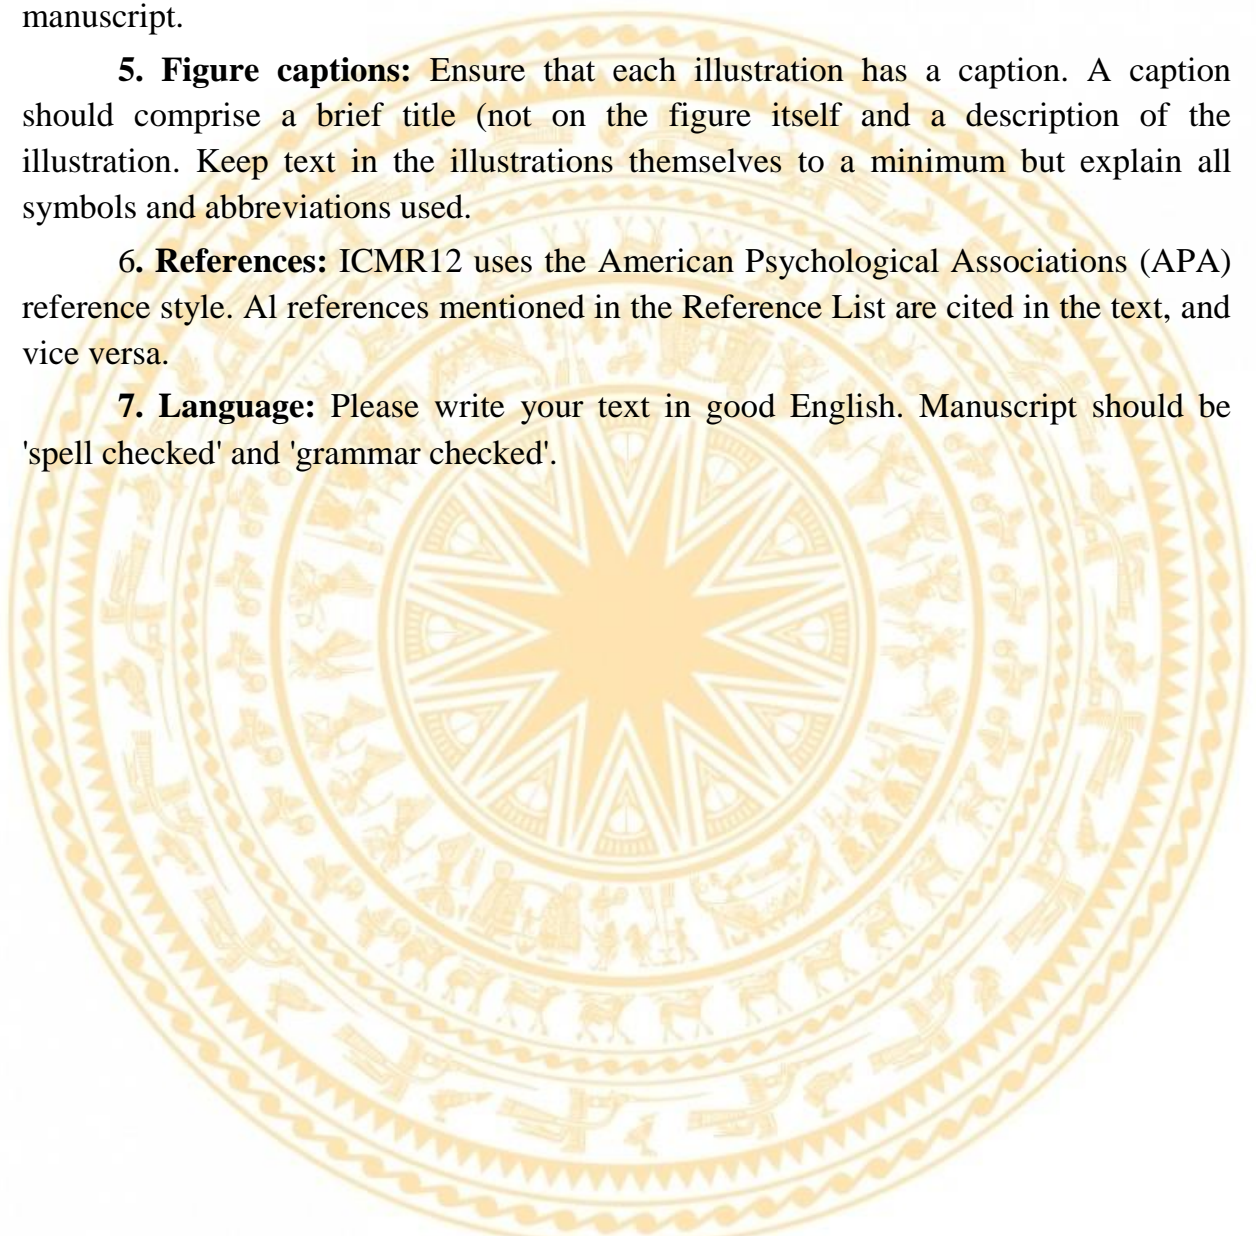 manuscript.
5. Figure captions: Ensure that each illustration has a caption. A caption
should comprise a brief title (not on the figure itself and a description of the
illustration. Keep text in the illustrations themselves to a minimum but explain all
symbols and abbreviations used.
6. References: ICMR12 uses the American Psychological Associations (APA)
reference style. Al references mentioned in the Reference List are cited in the text, and
vice versa.
7. Language: Please write your text in good English. Manuscript should be
'spell checked' and 'grammar checked'.